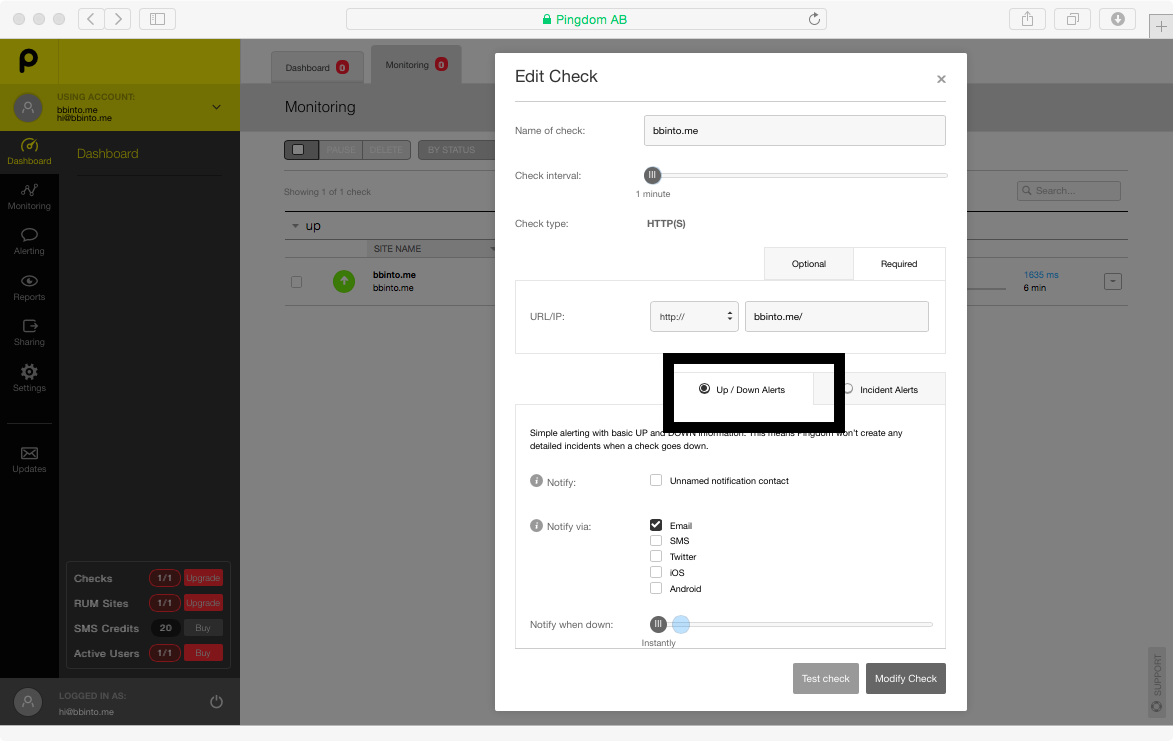 Pingdom AB
USING ACCOUNT:
bbinto.me
hi@bbinto.me
Dashboard
Monitoring
Alerting
Reports
Sharing
Settings
Updates
Dashboard
Checks 1/1 Upgrade
RUM Sites 1/1 Upgrade
SMS Credits 20 Buy
Active Users 1/1 Buy
LOGGED IN AS:
hi@bbinto.me
Dashboard 0
Monitoring 0
Monitoring
PAUSE DELETE BY STATUS
Showing 1 of 1 check
Search...
up
SITE NAME
bbinto.me
bbinto.me
1635 ms
6 min
Edit Check
Name of check: bbinto.me
Check interval:
1 minute
Check type: HTTP(S)
Optional Required
URL/IP: http:// bbinto.me/
Up / Down Alerts Incident Alerts
Simple alerting with basic UP and DOWN information. This means Pingdom won't create any
detailed incidents when a check goes down.
Notify: Unnamed notification contact
Notify via: Email
SMS
Twitter
iOS
Android
Notify when down:
Instantly
Test check Modify Check
SUPPORT